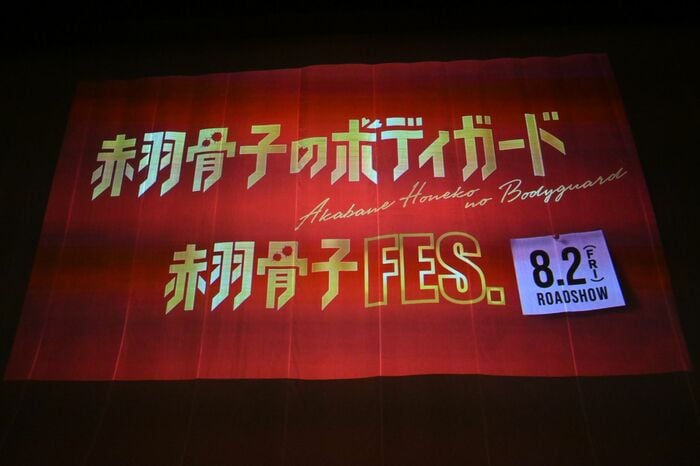 赤羽骨子のボディガード
Akabane Honeko no Bodyguard
赤羽骨子FES.
8.2(FRI)
ROADSHOW